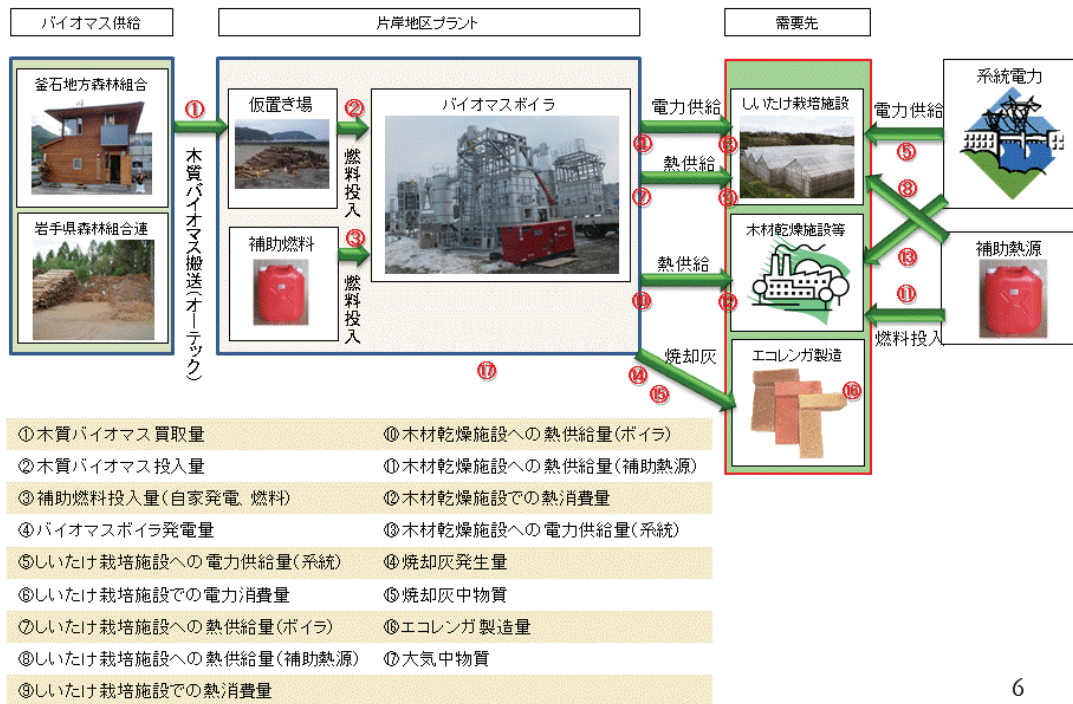 バイオマス供給
片岸地区プラント
需要先
釜石地方森林組合
岩手県森林組合連
①
木質バイオマス搬送(オーテック)
仮置き場
②
燃料投入
補助燃料
③
燃料投入
バイオマスボイラ
電力供給
④
⑥
熱供給
⑦
⑨
熱供給
⑩
⑫
焼却灰
⑭
⑮
⑰
しいたけ栽培施設
木材乾燥施設等
エコレンガ製造
⑯
電力供給
⑤
⑧
⑬
⑪
燃料投入
系統電力
補助熱源
①木質バイオマス買取量
②木質バイオマス投入量
③補助燃料投入量(自家発電、燃料)
④バイオマスボイラ発電量
⑤しいたけ栽培施設への電力供給量(系統)
⑥しいたけ栽培施設での電力消費量
⑦しいたけ栽培施設への熱供給量(ボイラ)
⑧しいたけ栽培施設への熱供給量(補助熱源)
⑨しいたけ栽培施設での熱消費量
⑩木材乾燥施設への熱供給量(ボイラ)
⑪木材乾燥施設への熱供給量(補助熱源)
⑫木材乾燥施設での熱消費量
⑬木材乾燥施設への電力供給量(系統)
⑭焼却灰発生量
⑮焼却灰中物質
⑯エコレンガ製造量
⑰大気中物質
6